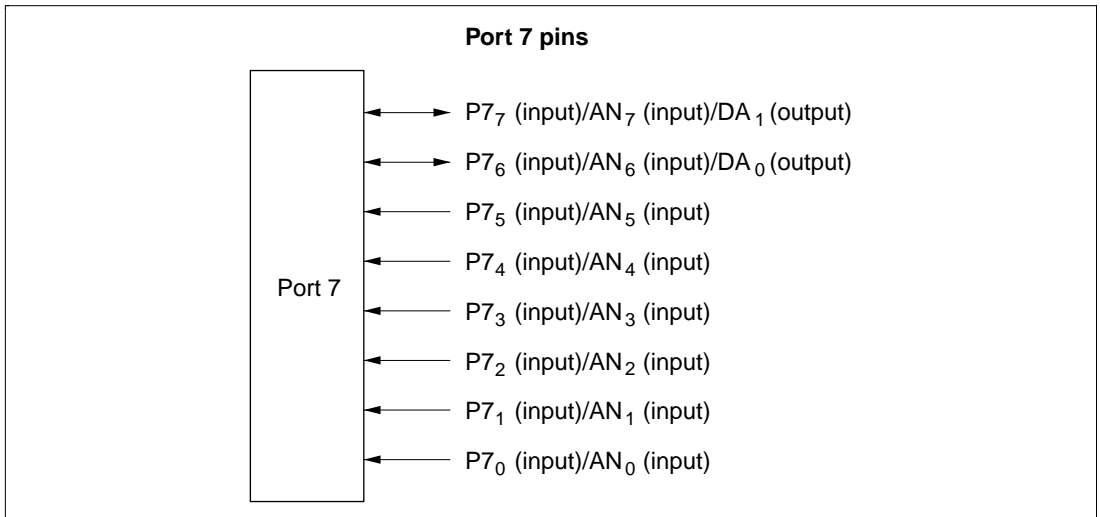 Port 7 pins
P7₇ (input)/AN₇ (input)/DA₁ (output)
P7₆ (input)/AN₆ (input)/DA₀ (output)
P7₅ (input)/AN₅ (input)
P7₄ (input)/AN₄ (input)
Port 7
P7₃ (input)/AN₃ (input)
P7₂ (input)/AN₂ (input)
P7₁ (input)/AN₁ (input)
P7₀ (input)/AN₀ (input)